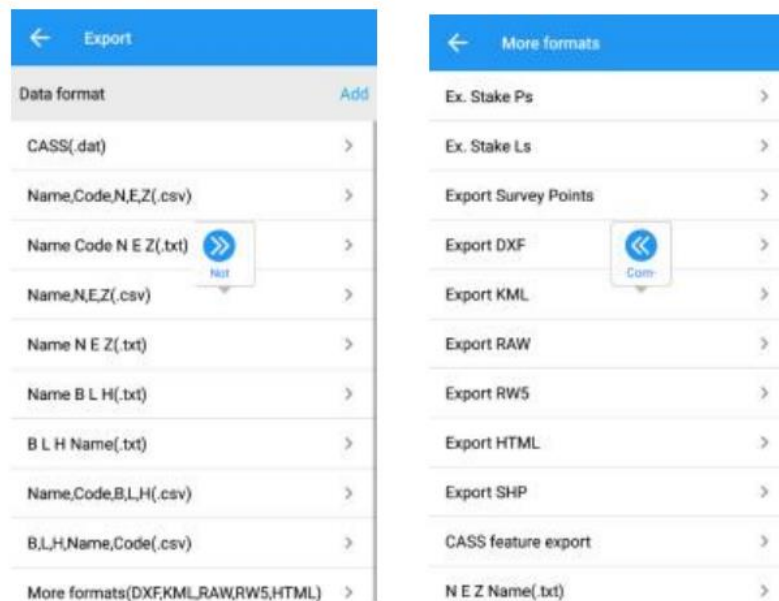 Export
Data format Add
CASS(.dat)
Name,Code,N,E,Z(.csv)
Name Code N E Z(.txt)
Not
Name,N,E,Z(.csv)
Name N E Z(.txt)
Name B L H(.txt)
B L H Name(.txt)
Name,Code,B,L,H(.csv)
B,L,H,Name,Code(.csv)
More formats(DXF,KML,RAW,RW5,HTML)
More formats
Ex. Stake Ps
Ex. Stake Ls
Export Survey Points
Export DXF
Com-
Export KML
Export RAW
Export RW5
Export HTML
Export SHP
CASS feature export
N E Z Name(.txt)